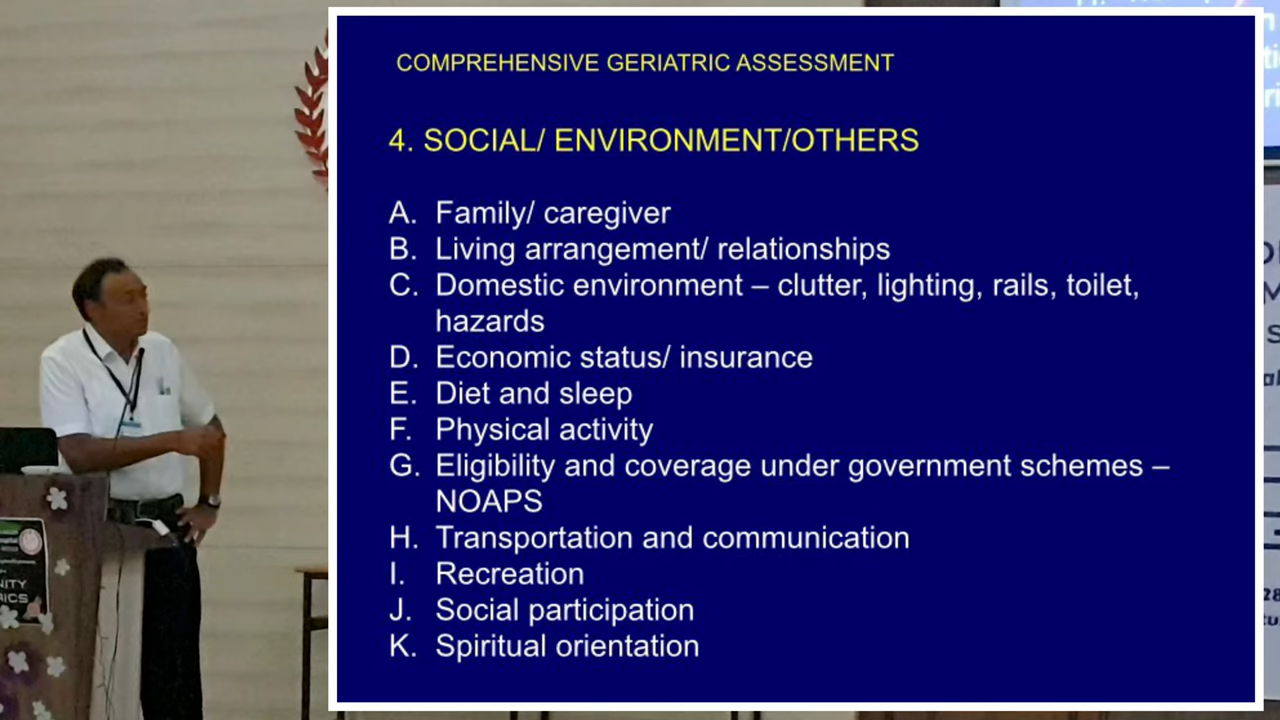 COMPREHENSIVE GERIATRIC ASSESSMENT
4. SOCIAL/ ENVIRONMENT/OTHERS
A. Family/ caregiver
B. Living arrangement/ relationships
C. Domestic environment – clutter, lighting, rails, toilet,
hazards
D. Economic status/ insurance
E. Diet and sleep
F. Physical activity
G. Eligibility and coverage under government schemes –
NOAPS
H. Transportation and communication
I. Recreation
J. Social participation
K. Spiritual orientation